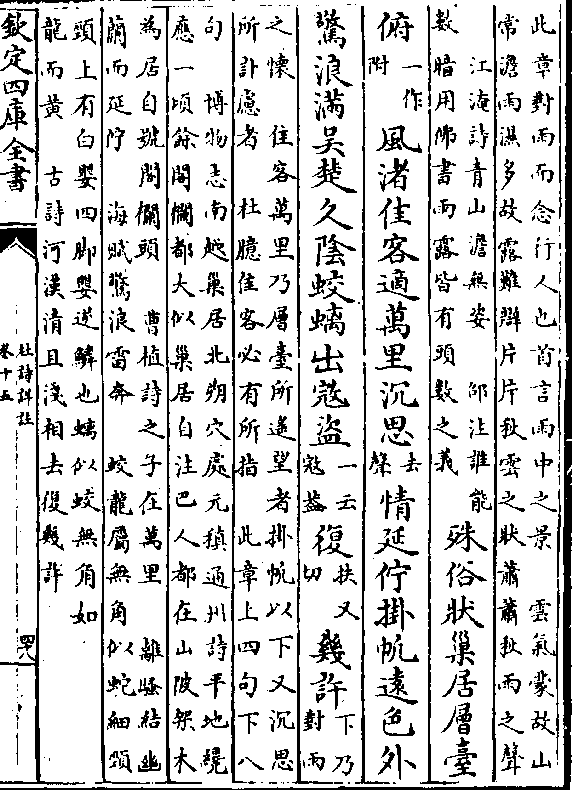 此章對雨而念行人也首言雨中之景　雲氣蒙故山
常澹雨濕多故露難辯片片秋雲之狀蕭蕭秋雨之聲
江淹詩青山澹無姿　邱注誰能
數暗用佛書雨露皆有頭數之義
殊俗狀巢居層臺
俯一作附風渚佳客適萬里沉思去聲情延佇掛帆遠色外
驚浪滿吳楚久陰蛟螭出寇盜一云寇蓋復扶又切幾許下乃對雨
之懷　佳客萬里乃層臺所遥望者掛帆以下又沉思
所計慮者　杜臆佳客必有所指　此章上四句下八
句　博物志南越巢居北朔穴處元稹通州詩平地纔
應一頃餘閣欄都大似巢居自注巴人都在山陂架木
為居自號閣欄頭　曹植詩之子在萬里　離騷結幽
蘭而延佇　海賦驚浪雷奔　蛟龍屬無角似蛇細頸
頸上有白嬰四脚嬰逆鱗也螭似蛟無角如
龍而黄　古詩河漢清且淺相去復幾許
欽定四庫全書
杜詩詳註
卷十五